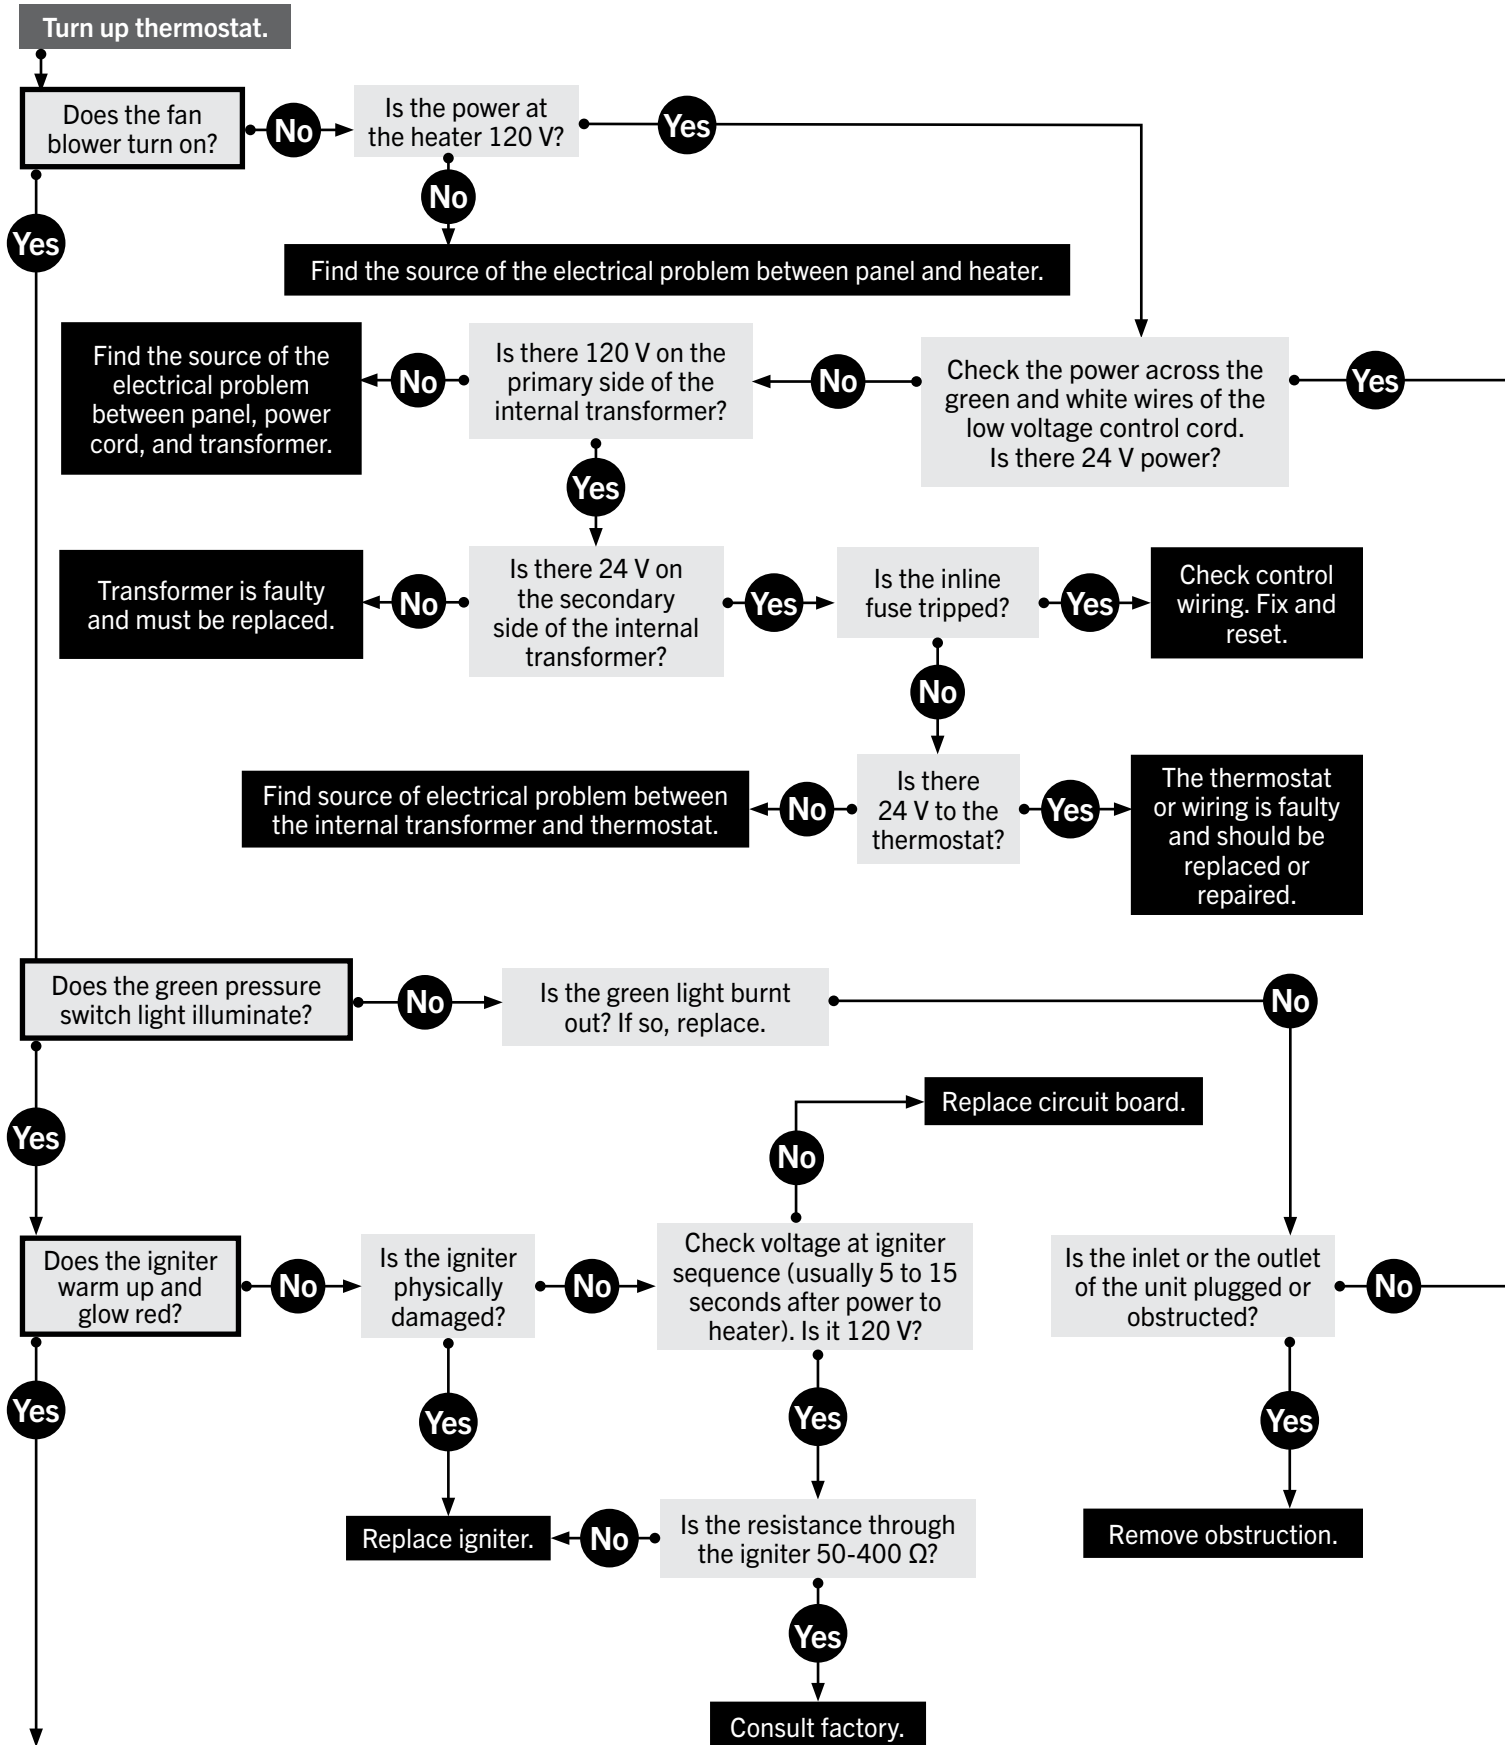 Turn up thermostat.
Does the fan
blower turn on?
No
Is the power at
the heater 120 V?
Yes
No
Yes
Find the source of the electrical problem between panel and heater.
Find the source of the
electrical problem
between panel, power
cord, and transformer.
No
Is there 120 V on the
primary side of the
internal transformer?
No
Check the power across the
green and white wires of the
low voltage control cord.
Is there 24 V power?
Yes
Yes
Transformer is faulty
and must be replaced.
No
Is there 24 V on
the secondary
side of the internal
transformer?
Yes
Is the inline
fuse tripped?
Yes
Check control
wiring. Fix and
reset.
No
Find source of electrical problem between
the internal transformer and thermostat.
No
Is there
24 V to the
thermostat?
Yes
The thermostat
or wiring is faulty
and should be
replaced or
repaired.
Does the green pressure
switch light illuminate?
No
Is the green light burnt
out? If so, replace.
No
Replace circuit board.
Yes
No
Does the igniter
warm up and
glow red?
No
Is the igniter
physically
damaged?
No
Check voltage at igniter
sequence (usually 5 to 15
seconds after power to
heater). Is it 120 V?
Is the inlet or the outlet
of the unit plugged or
obstructed?
No
Yes
Yes
Yes
Yes
Replace igniter.
No
Is the resistance through
the igniter 50-400 Ω?
Remove obstruction.
Yes
Consult factory.